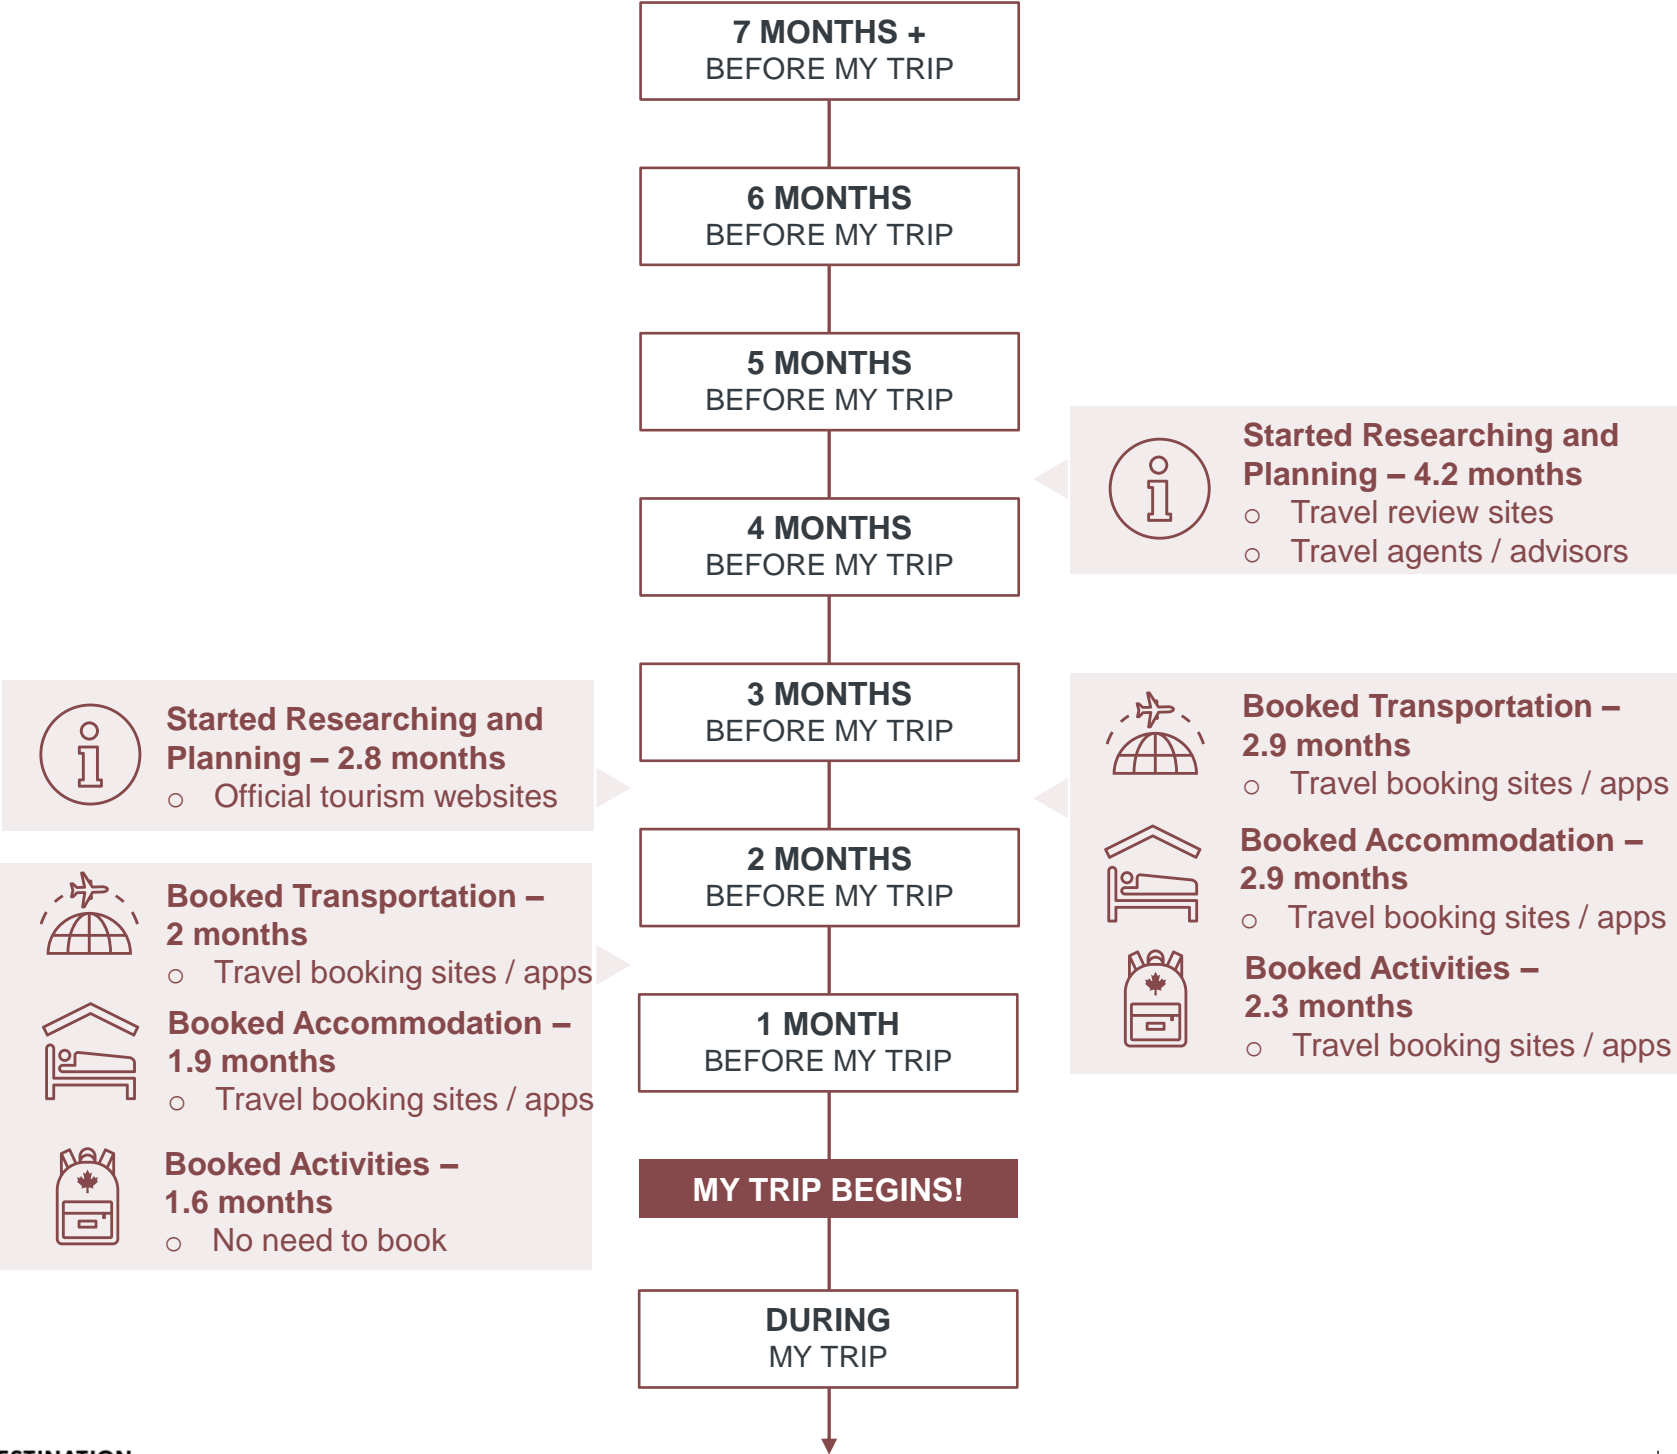 7 MONTHS +
BEFORE MY TRIP
6 MONTHS
BEFORE MY TRIP
5 MONTHS
BEFORE MY TRIP
Started Researching and
Planning – 4.2 months
o Travel review sites
o Travel agents / advisors
4 MONTHS
BEFORE MY TRIP
3 MONTHS
BEFORE MY TRIP
Started Researching and
Planning – 2.8 months
o Official tourism websites
Booked Transportation –
2.9 months
o Travel booking sites / apps
Booked Accommodation –
2.9 months
o Travel booking sites / apps
Booked Activities –
2.3 months
o Travel booking sites / apps
2 MONTHS
BEFORE MY TRIP
Booked Transportation –
2 months
o Travel booking sites / apps
Booked Accommodation –
1.9 months
o Travel booking sites / apps
Booked Activities –
1.6 months
o No need to book
1 MONTH
BEFORE MY TRIP
MY TRIP BEGINS!
DURING
MY TRIP